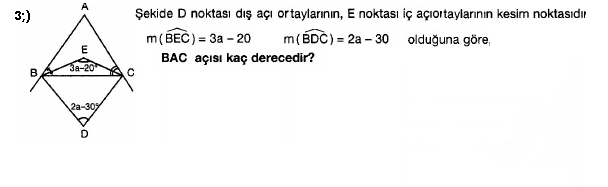 3;)
Şekide D noktası dış açı ortaylarının, E noktası iç açıortaylarının kesim noktasıdır
m(BEC) = 3a – 20 m(BDC) = 2a – 30 olduğuna göre,
BAC açısı kaç derecedir?
A
E
B
3a-20°
C
2a-30°
D